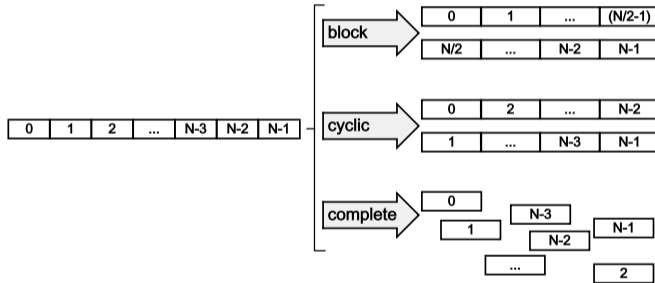 0 1 2 ... N-3 N-2 N-1
block
0 1 ... (N/2-1)
N/2 ... N-2 N-1
cyclic
0 2 ... N-2
1 ... N-3 N-1
complete
0
N-3
1
N-1
N-2
...
2